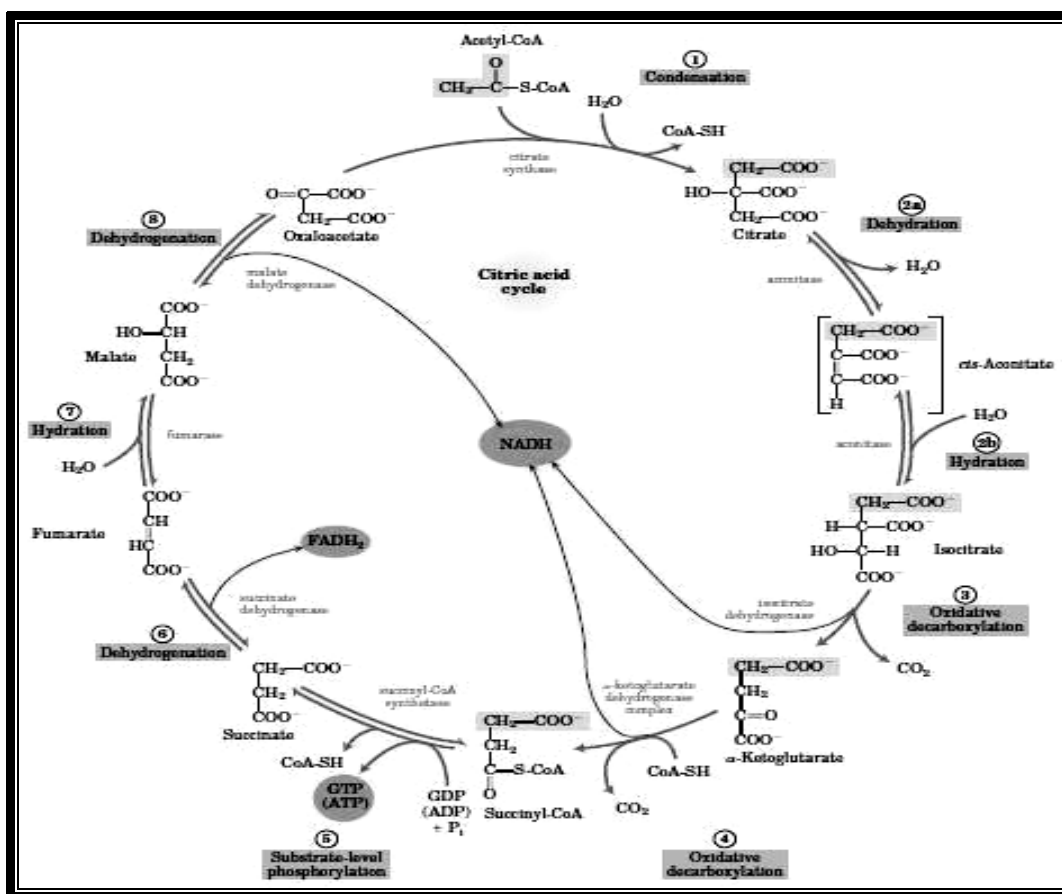 Acetyl-CoA
O
CH₃—C—S-CoA
①
Condensation
H₂O
CoA-SH
citrate
synthase
CH₂—COO⁻
HO—C—COO⁻
CH₂—COO⁻
Citrate
②a
Dehydration
H₂O
aconitase
CH₂—COO⁻
C—COO⁻
C—COO⁻
H
cis-Aconitate
H₂O
aconitase
②b
Hydration
CH₂—COO⁻
H—C—COO⁻
HO—C—H
COO⁻
Isocitrate
isocitrate
dehydrogenase
③
Oxidative
decarboxylation
CO₂
CH₂—COO⁻
CH₂
C=O
COO⁻
α-Ketoglutarate
α-ketoglutarate
dehydrogenase
complex
CoA-SH
CO₂
④
Oxidative
decarboxylation
CH₂—COO⁻
CH₂
C—S-CoA
O
Succinyl-CoA
succinyl-CoA
synthetase
CoA-SH
GTP
(ATP)
GDP
(ADP)
+ Pᵢ
⑤
Substrate-level
phosphorylation
CH₂—COO⁻
CH₂
COO⁻
Succinate
succinate
dehydrogenase
FADH₂
⑥
Dehydrogenation
COO⁻
CH
HC
COO⁻
Fumarate
fumarase
H₂O
⑦
Hydration
COO⁻
HO—CH
CH₂
COO⁻
Malate
malate
dehydrogenase
⑧
Dehydrogenation
O=C—COO⁻
CH₂—COO⁻
Oxaloacetate
Citric acid
cycle
NADH